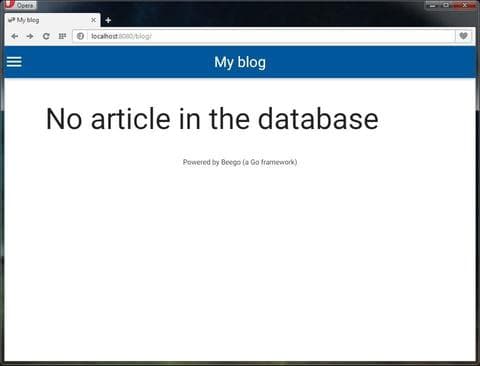 Opera
My blog
localhost:8080/blog/
My blog
No article in the database
Powered by Beego (a Go framework)